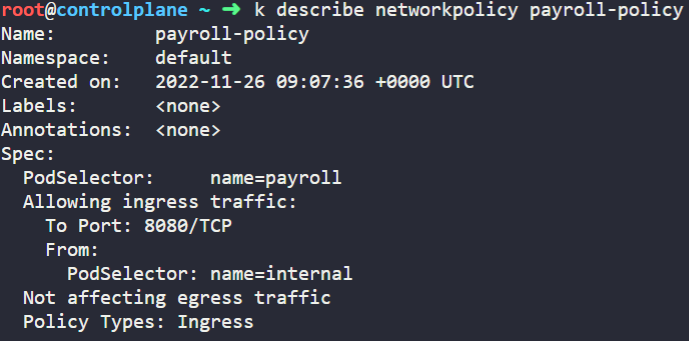 root@controlplane ~ ➜ k describe networkpolicy payroll-policy
Name:         payroll-policy
Namespace:    default
Created on:   2022-11-26 09:07:36 +0000 UTC
Labels:       <none>
Annotations:  <none>
Spec:
  PodSelector:     name=payroll
  Allowing ingress traffic:
    To Port: 8080/TCP
    From:
      PodSelector: name=internal
  Not affecting egress traffic
  Policy Types: Ingress